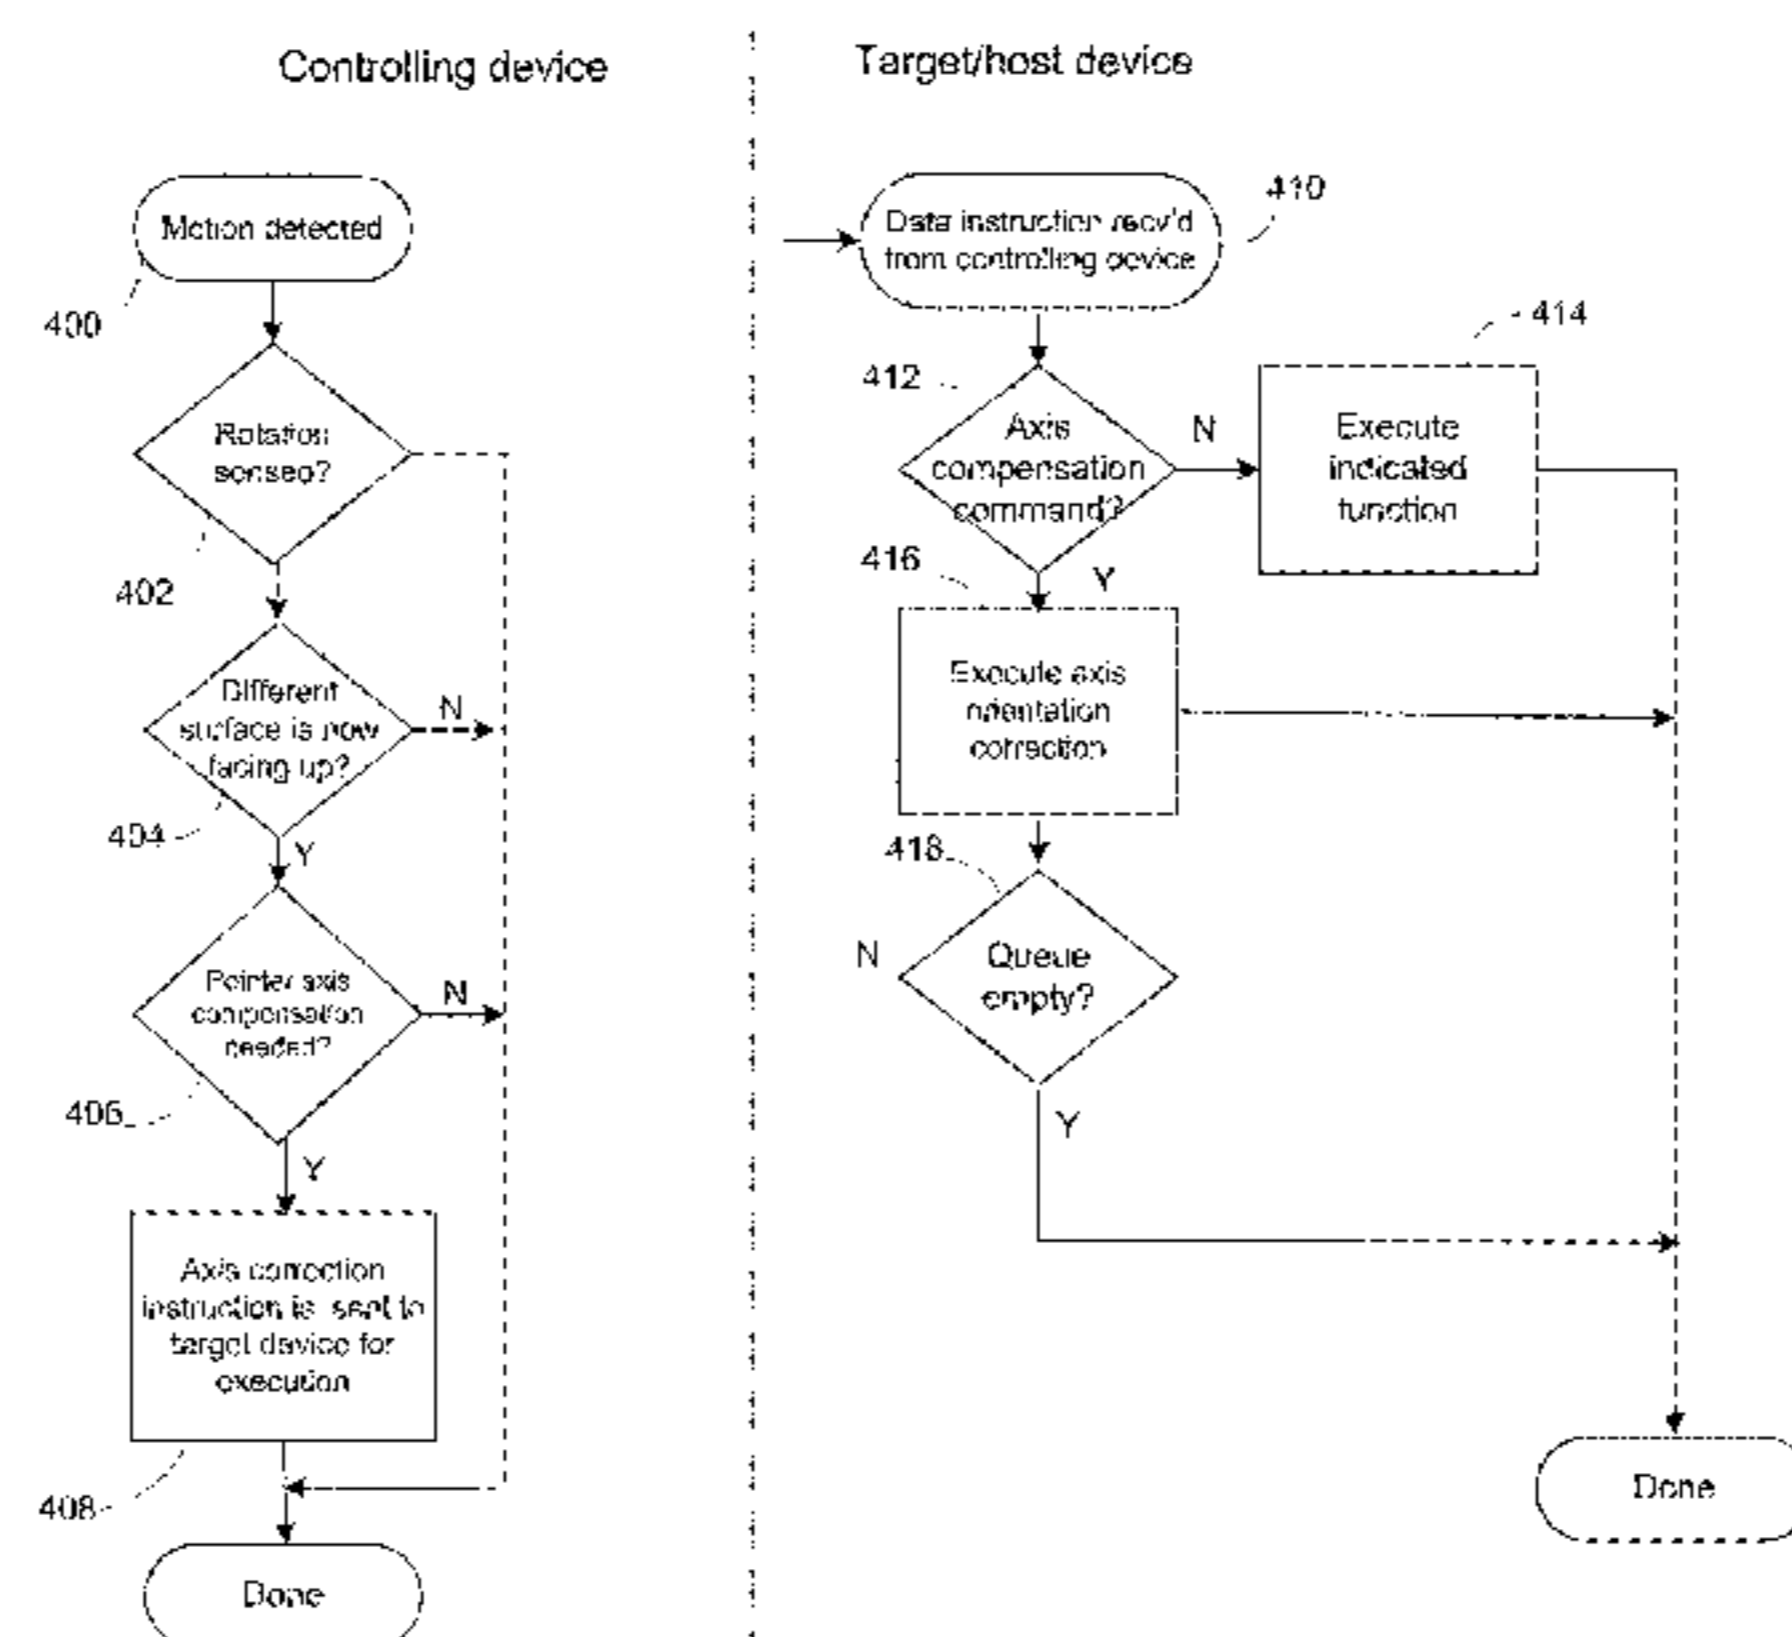 Controlling device
Motion detected
400
Rotation
sensed?
402
Different
surface is now
facing up?
N
404
Y
Pointer axis
compensation
needed?
N
406
Y
Axis correction
instruction is sent to
target device for
execution
408
Done
Target/host device
Data instruction recv'd
from controlling device
410
412
Axis
compensation
command?
N
Execute
indicated
function
414
416
Y
Execute axis
orientation
correction
418
N
Queue
empty?
Y
Done